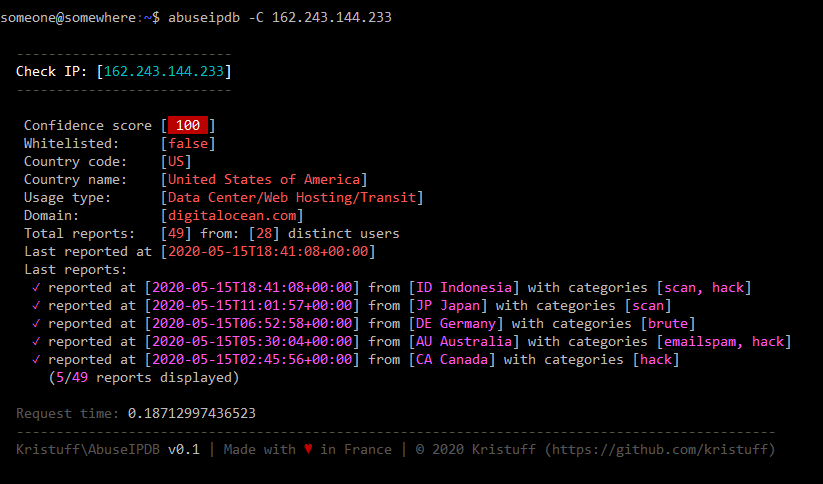 someone@somewhere:~$ abuseipdb -C 162.243.144.233
----------------------------
Check IP: [162.243.144.233]
----------------------------
Confidence score [ 100 ]
Whitelisted: [false]
Country code: [US]
Country name: [United States of America]
Usage type: [Data Center/Web Hosting/Transit]
Domain: [digitalocean.com]
Total reports: [49] from: [28] distinct users
Last reported at [2020-05-15T18:41:08+00:00]
Last reports:
✓ reported at [2020-05-15T18:41:08+00:00] from [ID Indonesia] with categories [scan, hack]
✓ reported at [2020-05-15T11:01:57+00:00] from [JP Japan] with categories [scan]
✓ reported at [2020-05-15T06:52:58+00:00] from [DE Germany] with categories [brute]
✓ reported at [2020-05-15T05:30:04+00:00] from [AU Australia] with categories [emailspam, hack]
✓ reported at [2020-05-15T02:45:56+00:00] from [CA Canada] with categories [hack]
(5/49 reports displayed)
Request time: 0.18712997436523
-----------------------------------------------------------------------------------------------
Kristuff\AbuseIPDB v0.1 | Made with ♥ in France | © 2020 Kristuff (https://github.com/kristuff)